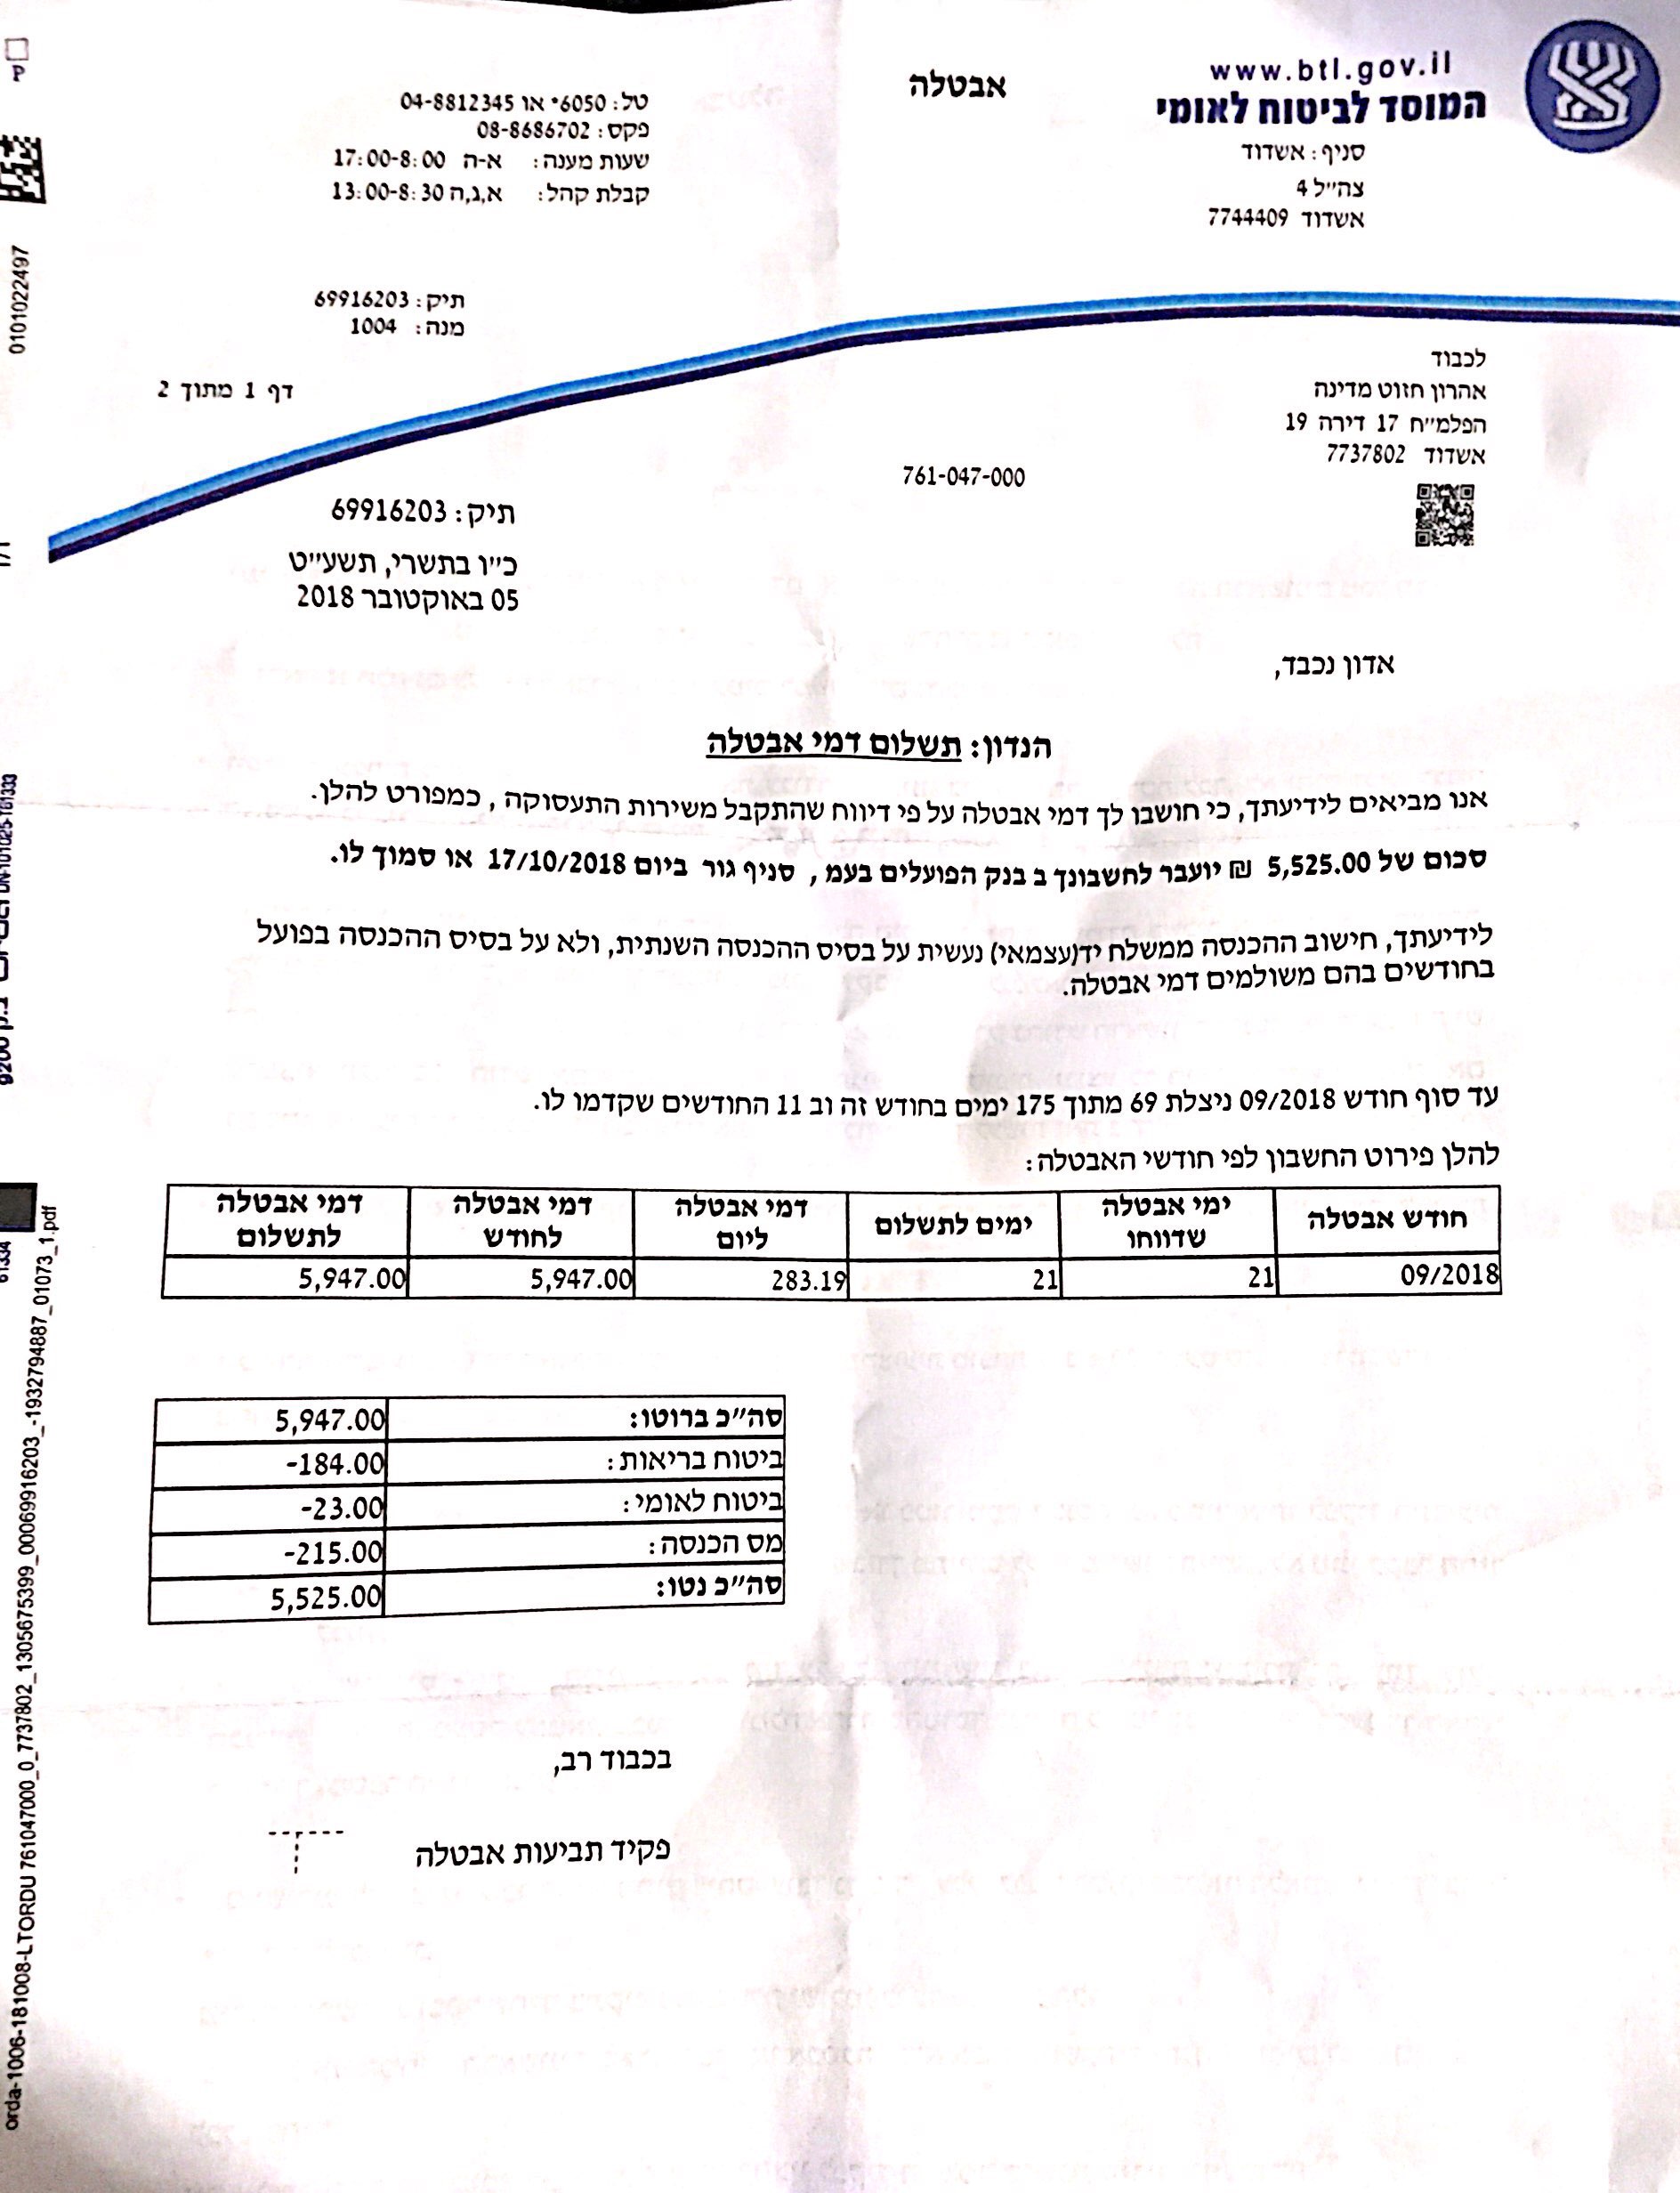 www.btl.gov.il
המוסד לביטוח לאומי
סניף: אשדוד
צה״ל 4
אשדוד 7744409
אבטלה
טל: 6050* או 04-8812345
פקס: 08-8686702
שעות מענה: א-ה 17:00-8:00
קבלת קהל: א,ג,ה 13:00-8:30
תיק: 69916203
מנה: 1004
דף 1 מתוך 2
לכבוד
אהרון חזוט מדינה
הפלמ״ח 17 דירה 19
אשדוד 7737802
761-047-000
תיק: 69916203
כ״ו בתשרי, תשע״ט
05 באוקטובר 2018
אדון נכבד,
הנדון: תשלום דמי אבטלה
אנו מביאים לידיעתך, כי חושבו לך דמי אבטלה על פי דיווח שהתקבל משירות התעסוקה, כמפורט להלן.
סכום של 5,525.00 ₪ יועבר לחשבונך ב בנק הפועלים בעמ, סניף גור ביום 17/10/2018 או סמוך לו.
לידיעתך, חישוב ההכנסה ממשלח יד(עצמאי) נעשית על בסיס ההכנסה השנתית, ולא על בסיס ההכנסה בפועל
בחודשים בהם משולמים דמי אבטלה.
עד סוף חודש 09/2018 ניצלת 69 מתוך 175 ימים בחודש זה וב 11 החודשים שקדמו לו.
להלן פירוט החשבון לפי חודשי האבטלה:
חודש אבטלה | ימי אבטלה שדווחו | ימים לתשלום | דמי אבטלה ליום | דמי אבטלה לחודש | דמי אבטלה לתשלום
09/2018 | 21 | 21 | 283.19 | 5,947.00 | 5,947.00
סה״כ ברוטו: 5,947.00
ביטוח בריאות: -184.00
ביטוח לאומי: -23.00
מס הכנסה: -215.00
סה״כ נטו: 5,525.00
בכבוד רב,
פקיד תביעות אבטלה
P
0101022497
orda-1006-181008-LTORDU 761047000_0_7737802_1305675399_00069916203_-1932794887_01073_1.pdf